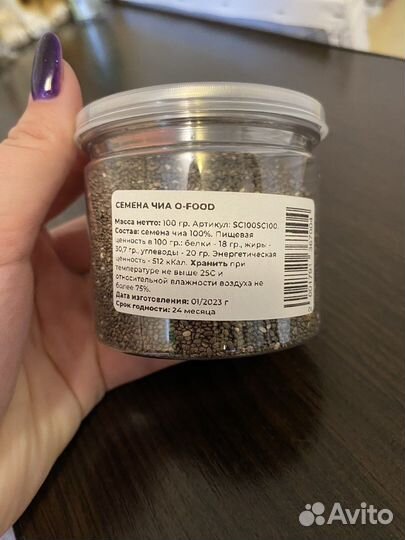 СЕМЕНА ЧИА O-FOOD
Масса нетто: 100 гр. Артикул: SC100SC100.
Состав: семена чиа 100%. Пищевая
ценность в 100 гр.: белки - 18 гр., жиры -
30,7 гр., углеводы - 20 гр. Энергетическая
ценность - 512 кКал. Хранить при
температуре не выше 25С и
относительной влажности воздуха не
более 75%.
Дата изготовления: 01/2023 г
Срок годности: 24 месяца
Avito